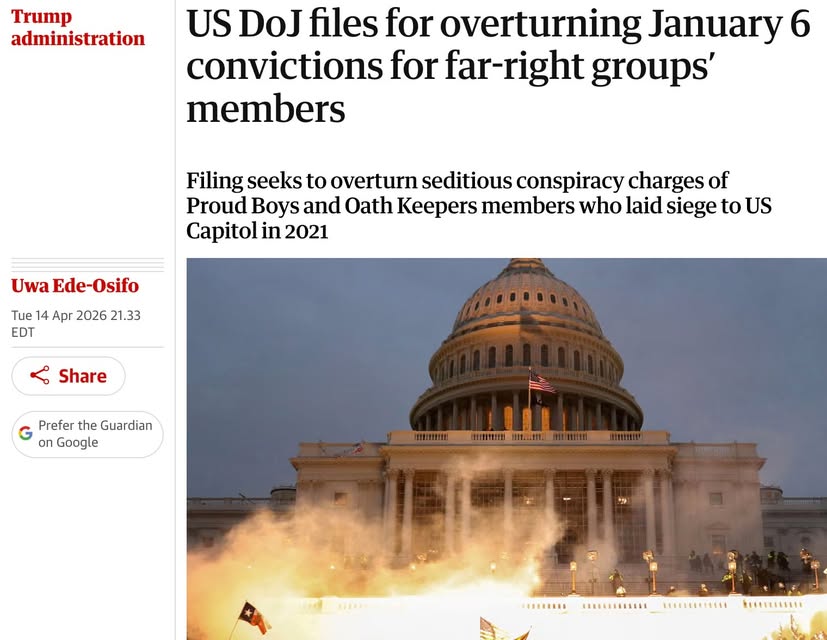 Trump
administration
US DoJ files for overturning January 6
convictions for far-right groups’
members
Filing seeks to overturn seditious conspiracy charges of
Proud Boys and Oath Keepers members who laid siege to US
Capitol in 2021
Uwa Ede-Osifo
Tue 14 Apr 2026 21.33
EDT
Share
Prefer the Guardian
on Google